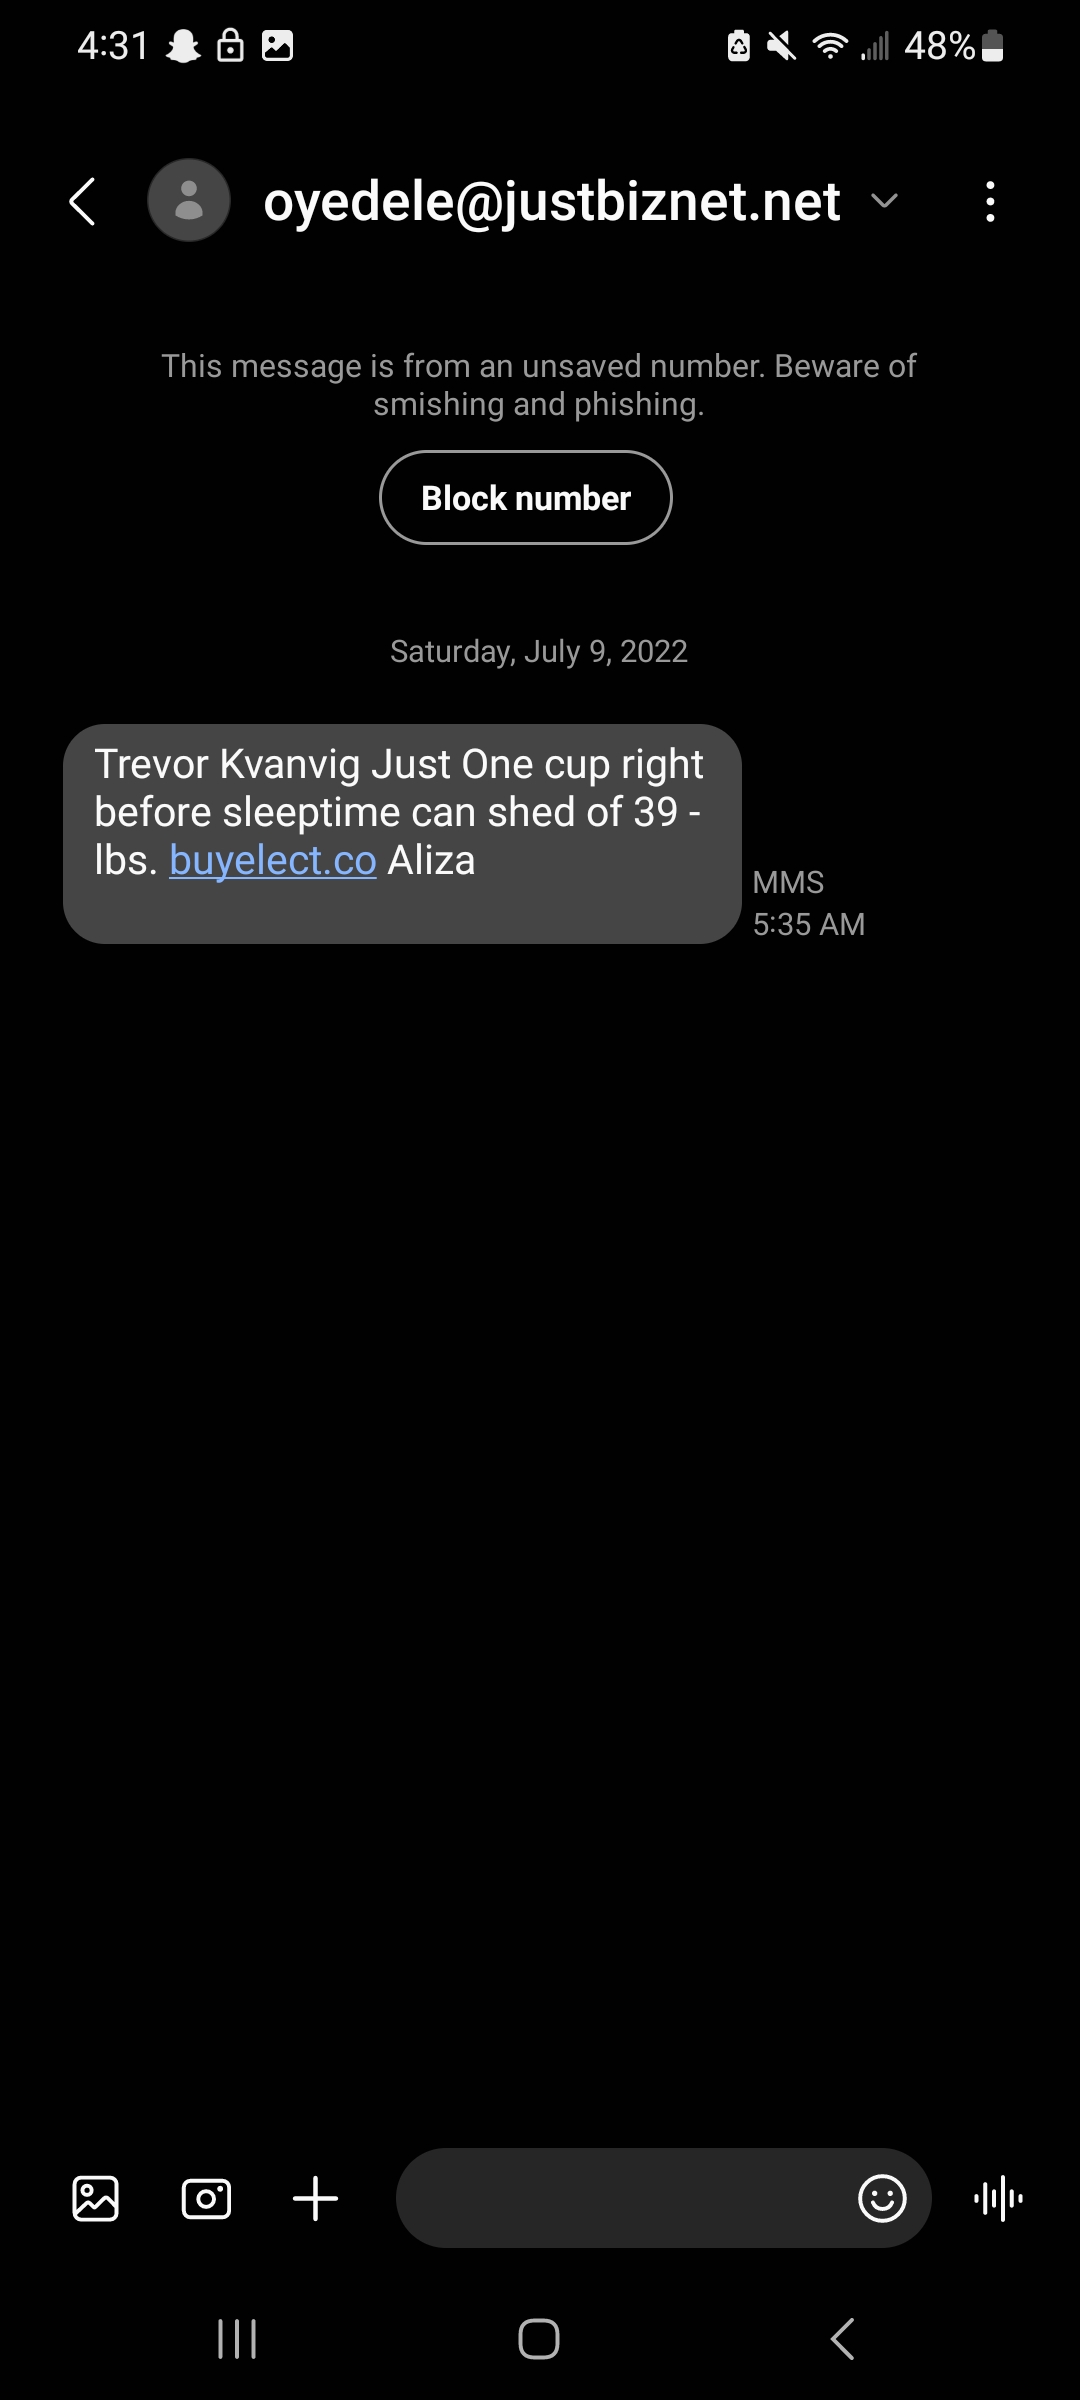 4:31 48%
oyedele@justbiznet.net
This message is from an unsaved number. Beware of
smishing and phishing.
Block number
Saturday, July 9, 2022
Trevor Kvanvig Just One cup right
before sleeptime can shed of 39 -
lbs. buyelect.co Aliza
MMS
5:35 AM